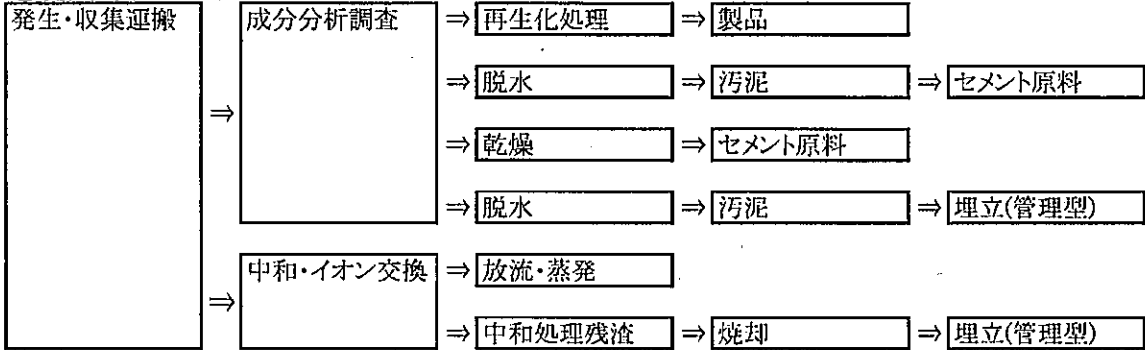 発生・収集運搬 ⇒ 成分分析調査 ⇒ 再生化処理 ⇒ 製品
⇒ 脱水 ⇒ 汚泥 ⇒ セメント原料
⇒ 乾燥 ⇒ セメント原料
⇒ 脱水 ⇒ 汚泥 ⇒ 埋立(管理型)
⇒ 中和・イオン交換 ⇒ 放流・蒸発
⇒ 中和処理残渣 ⇒ 焼却 ⇒ 埋立(管理型)